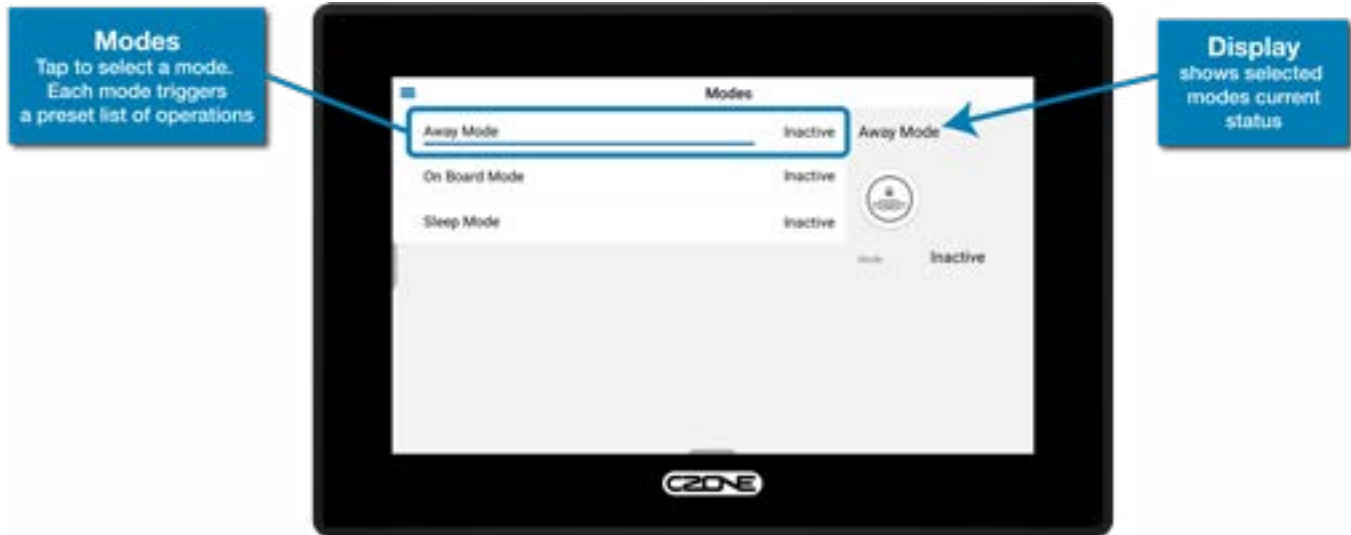 Modes
Tap to select a mode.
Each mode triggers
a preset list of operations
Display
shows selected
modes current
status
Modes
Away Mode Inactive
On Board Mode Inactive
Sleep Mode Inactive
Away Mode
Mode Inactive
CZONE